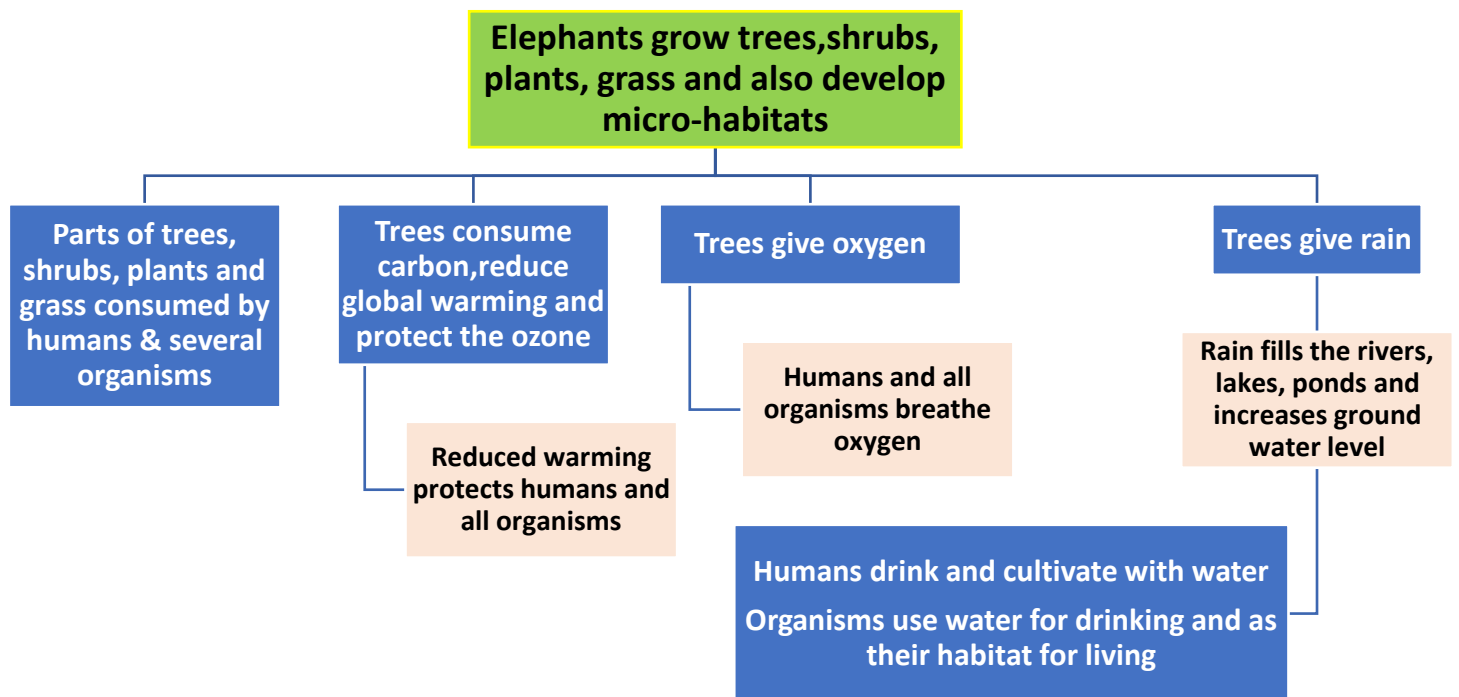 Elephants grow trees,shrubs,
plants, grass and also develop
micro-habitats
Parts of trees,
shrubs, plants and
grass consumed by
humans & several
organisms
Trees consume
carbon,reduce
global warming and
protect the ozone
Reduced warming
protects humans and
all organisms
Trees give oxygen
Humans and all
organisms breathe
oxygen
Trees give rain
Rain fills the rivers,
lakes, ponds and
increases ground
water level
Humans drink and cultivate with water
Organisms use water for drinking and as
their habitat for living